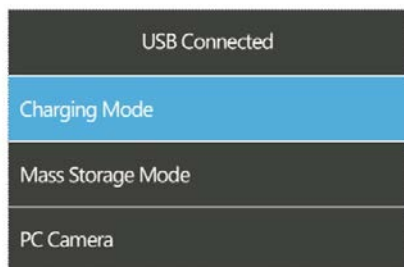 USB Connected
Charging Mode
Mass Storage Mode
PC Camera